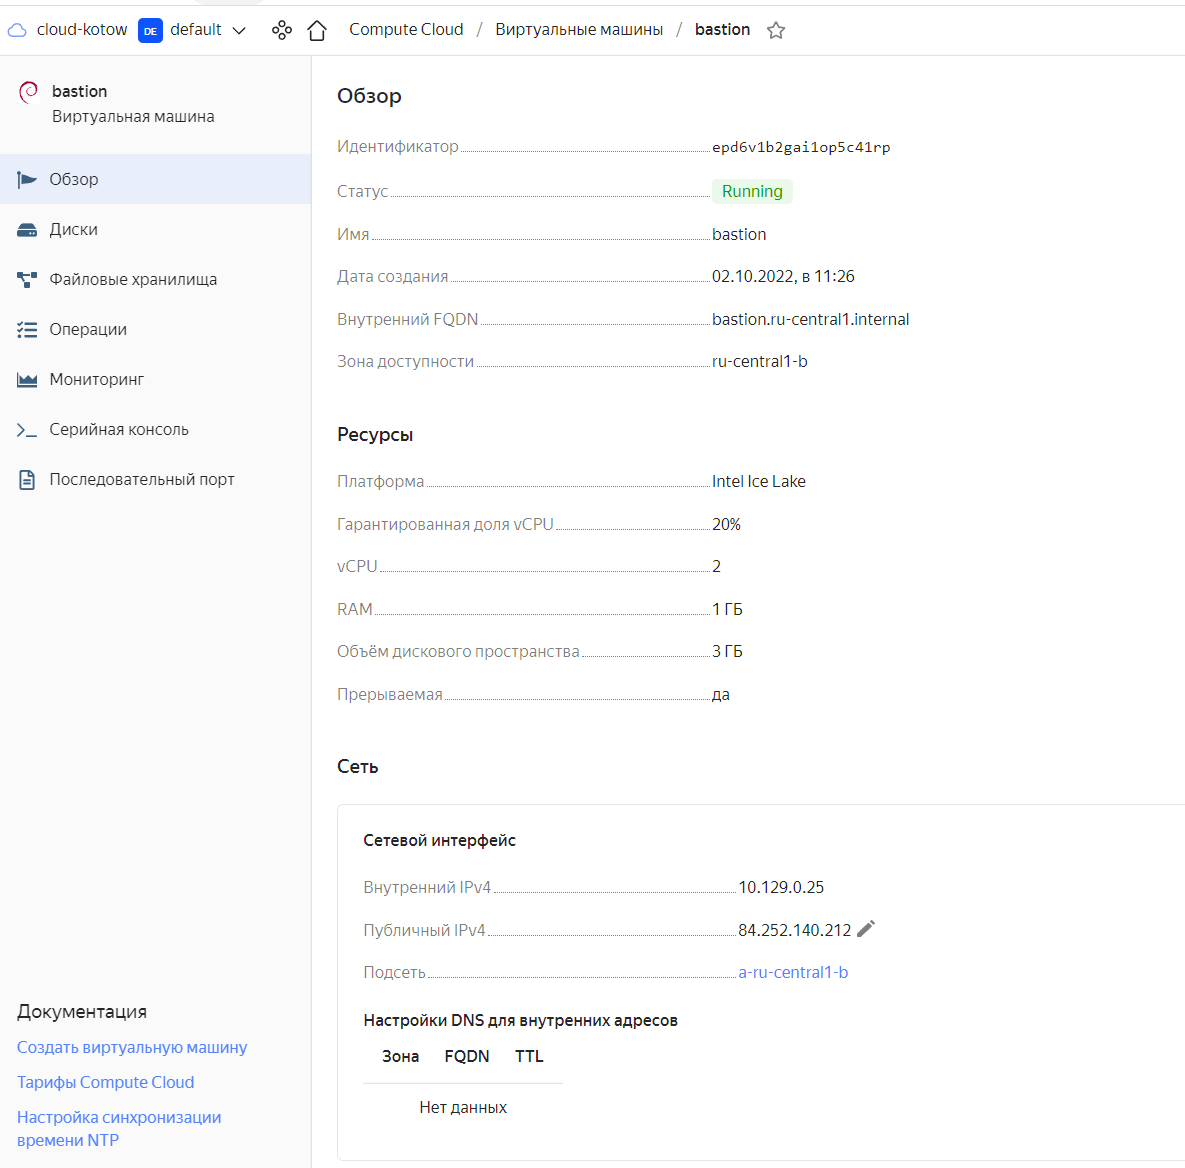 cloud-kotow DE default Compute Cloud / Виртуальные машины / bastion
bastion
Виртуальная машина
Обзор
Диски
Файловые хранилища
Операции
Мониторинг
Серийная консоль
Последовательный порт
Документация
Создать виртуальную машину
Тарифы Compute Cloud
Настройка синхронизации
времени NTP
Обзор
Идентификатор epd6v1b2gai1op5c41rp
Статус Running
Имя bastion
Дата создания 02.10.2022, в 11:26
Внутренний FQDN bastion.ru-central1.internal
Зона доступности ru-central1-b
Ресурсы
Платформа Intel Ice Lake
Гарантированная доля vCPU 20%
vCPU 2
RAM 1 ГБ
Объём дискового пространства 3 ГБ
Прерываемая да
Сеть
Сетевой интерфейс
Внутренний IPv4 10.129.0.25
Публичный IPv4 84.252.140.212
Подсеть a-ru-central1-b
Настройки DNS для внутренних адресов
Зона FQDN TTL
Нет данных